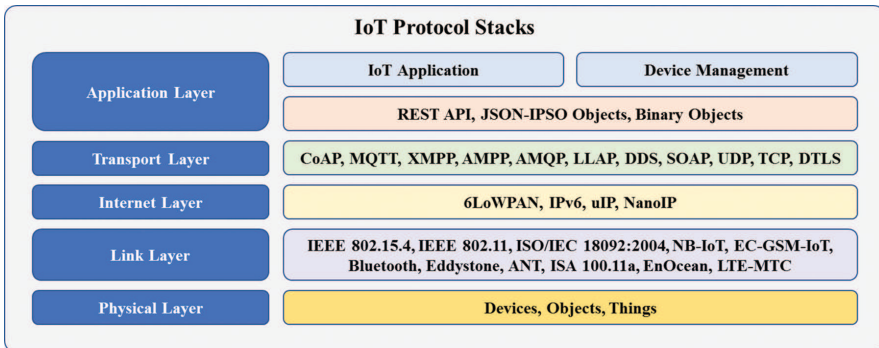 IoT Protocol Stacks
Application Layer
IoT Application
Device Management
REST API, JSON-IPSO Objects, Binary Objects
Transport Layer
CoAP, MQTT, XMPP, AMPP, AMQP, LLAP, DDS, SOAP, UDP, TCP, DTLS
Internet Layer
6LoWPAN, IPv6, uIP, NanoIP
Link Layer
IEEE 802.15.4, IEEE 802.11, ISO/IEC 18092:2004, NB-IoT, EC-GSM-IoT,
Bluetooth, Eddystone, ANT, ISA 100.11a, EnOcean, LTE-MTC
Physical Layer
Devices, Objects, Things